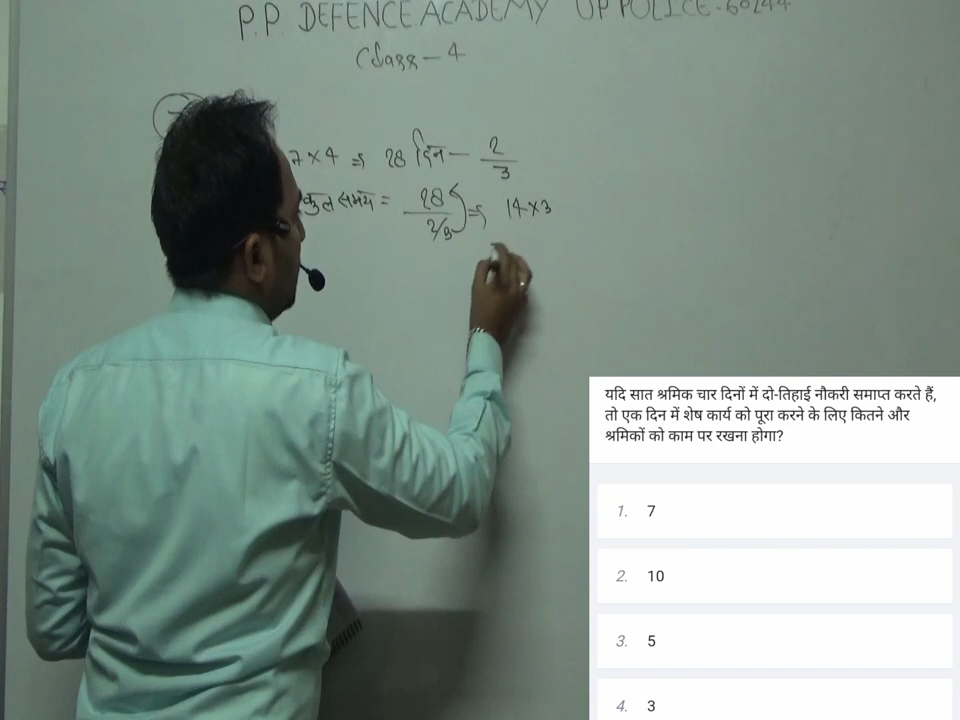 P.P. DEFENCE ACADEMY UP POLICE - 60244
Class - 4
7
7 × 4 ⇒ 28 दिन — 2/3
कुल समय = 28 / 2/3 ⇒ 14 × 3
यदि सात श्रमिक चार दिनों में दो-तिहाई नौकरी समाप्त करते हैं,
तो एक दिन में शेष कार्य को पूरा करने के लिए कितने और
श्रमिकों को काम पर रखना होगा?
1. 7
2. 10
3. 5
4. 3